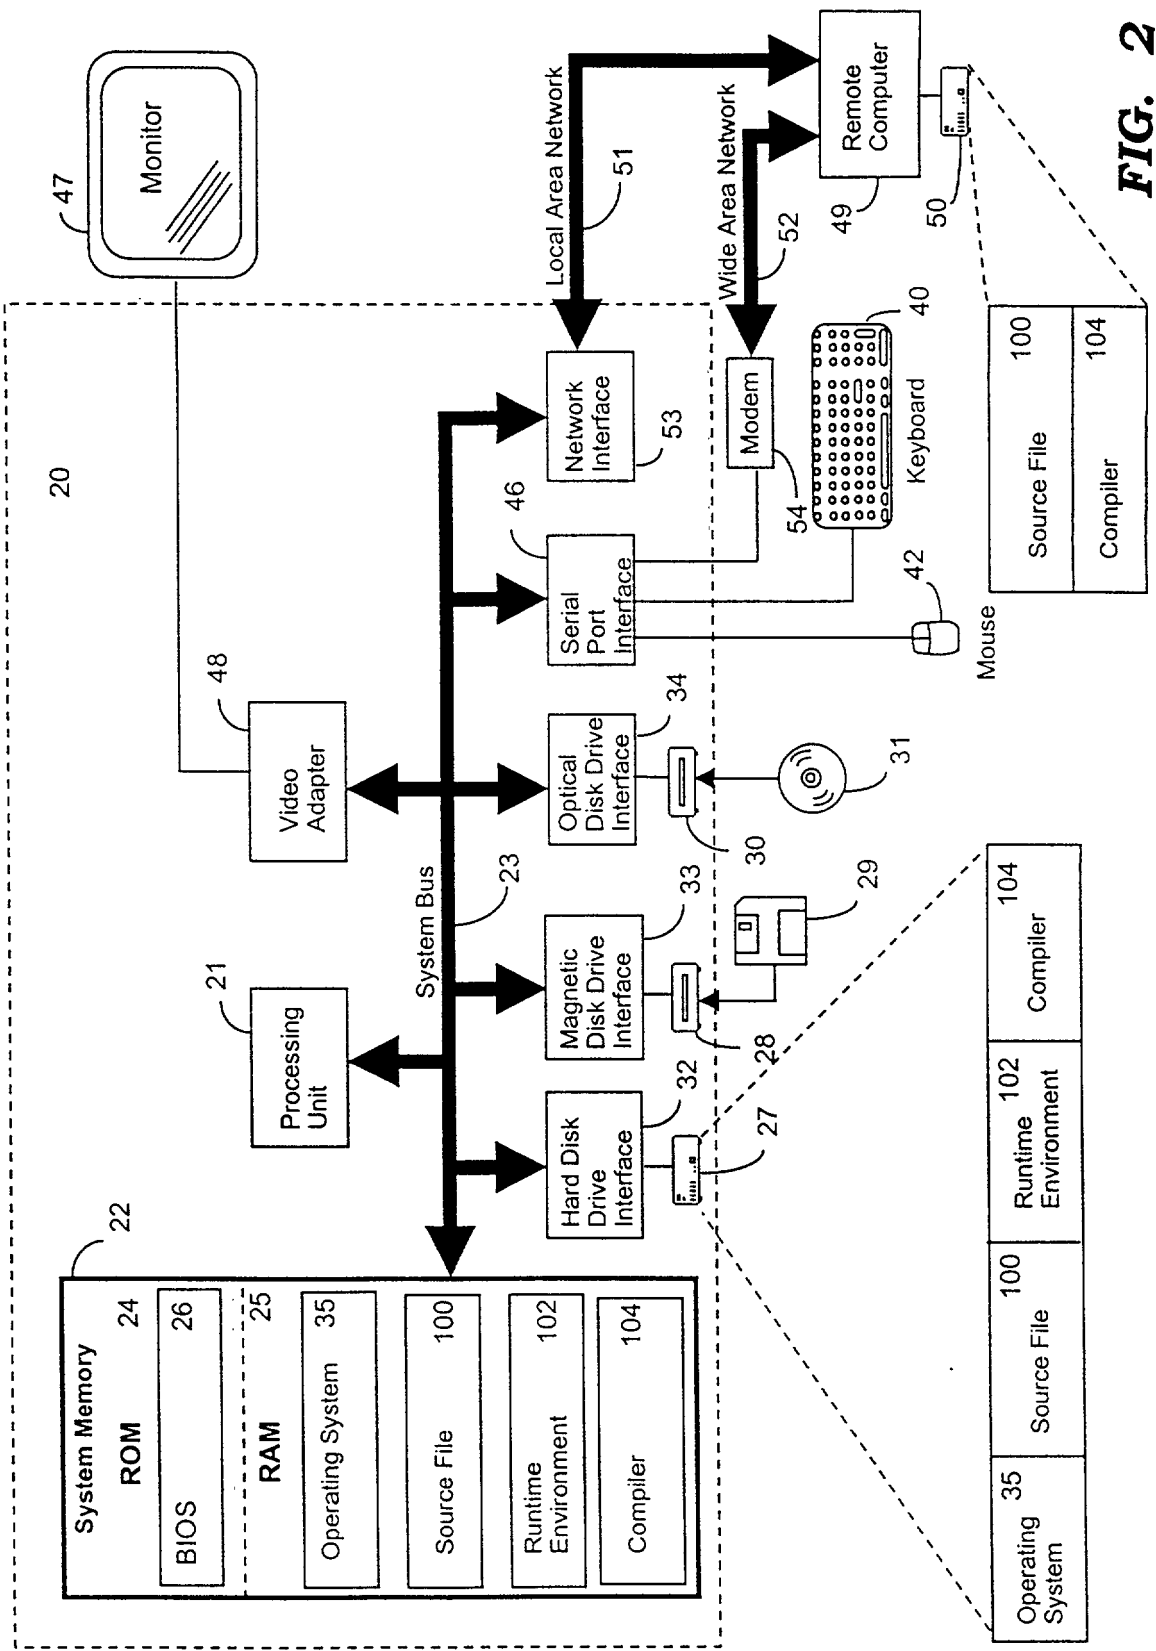 20
System Memory
ROM 24
BIOS 26
RAM 25
Operating System 35
Source File 100
Runtime
Environment
102
Compiler 104
22
Processing
Unit
21
Video
Adapter
48
Monitor
47
System Bus
23
Hard Disk
Drive
Interface
32
Magnetic
Disk Drive
Interface
33
Optical
Disk Drive
Interface
34
Serial
Port
Interface
46
Network
Interface
53
Local Area Network
51
Wide Area Network
52
Modem
54
27
28
29
30
31
Mouse
42
Keyboard
40
Remote
Computer
49
50
Operating
System
35
Source File
100
Runtime
Environment
102
Compiler
104
Source File
100
Compiler
104
FIG. 2